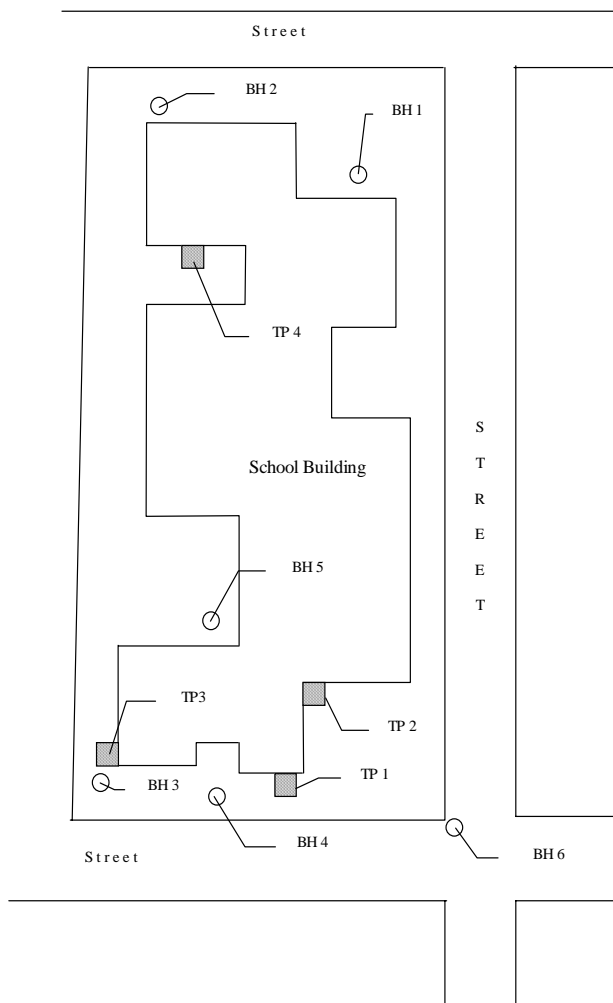 Street
BH 2
BH 1
TP 4
School Building
S
T
R
E
E
T
BH 5
TP3
TP 2
TP 1
BH 3
BH 4
BH 6
Street